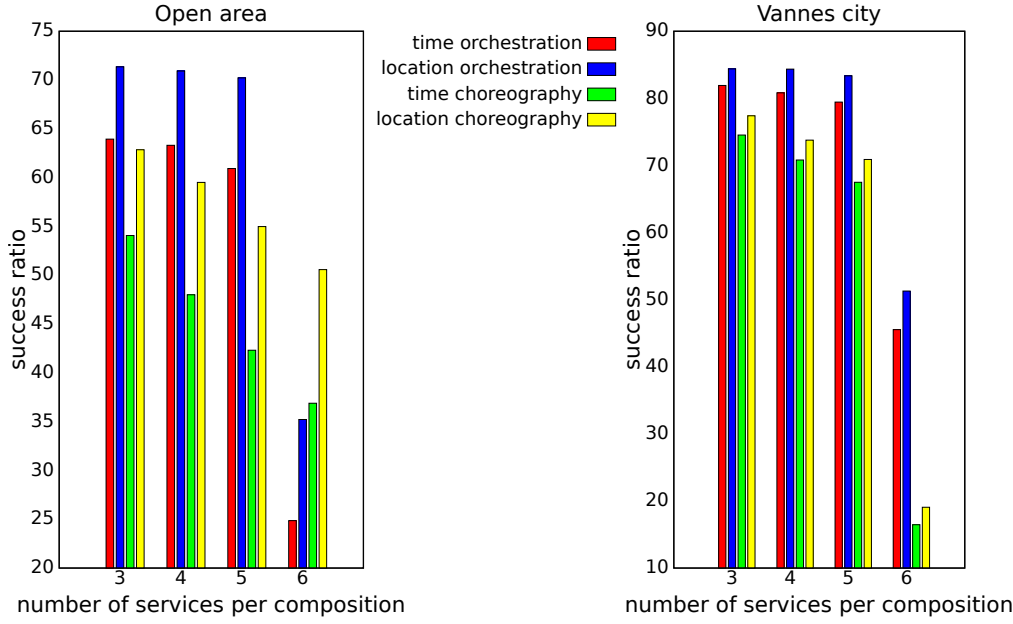 Open area
75
70
65
60
55
50
45
40
35
30
25
20
success ratio
3 4 5 6
number of services per composition
time orchestration
location orchestration
time choreography
location choreography
Vannes city
90
80
70
60
50
40
30
20
10
success ratio
3 4 5 6
number of services per composition